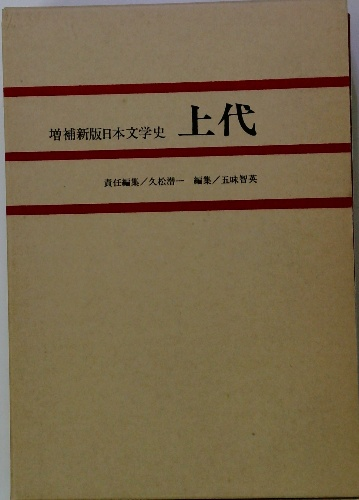 増補新版日本文学史 上代
責任編集/久松潜一 編集/五味智英